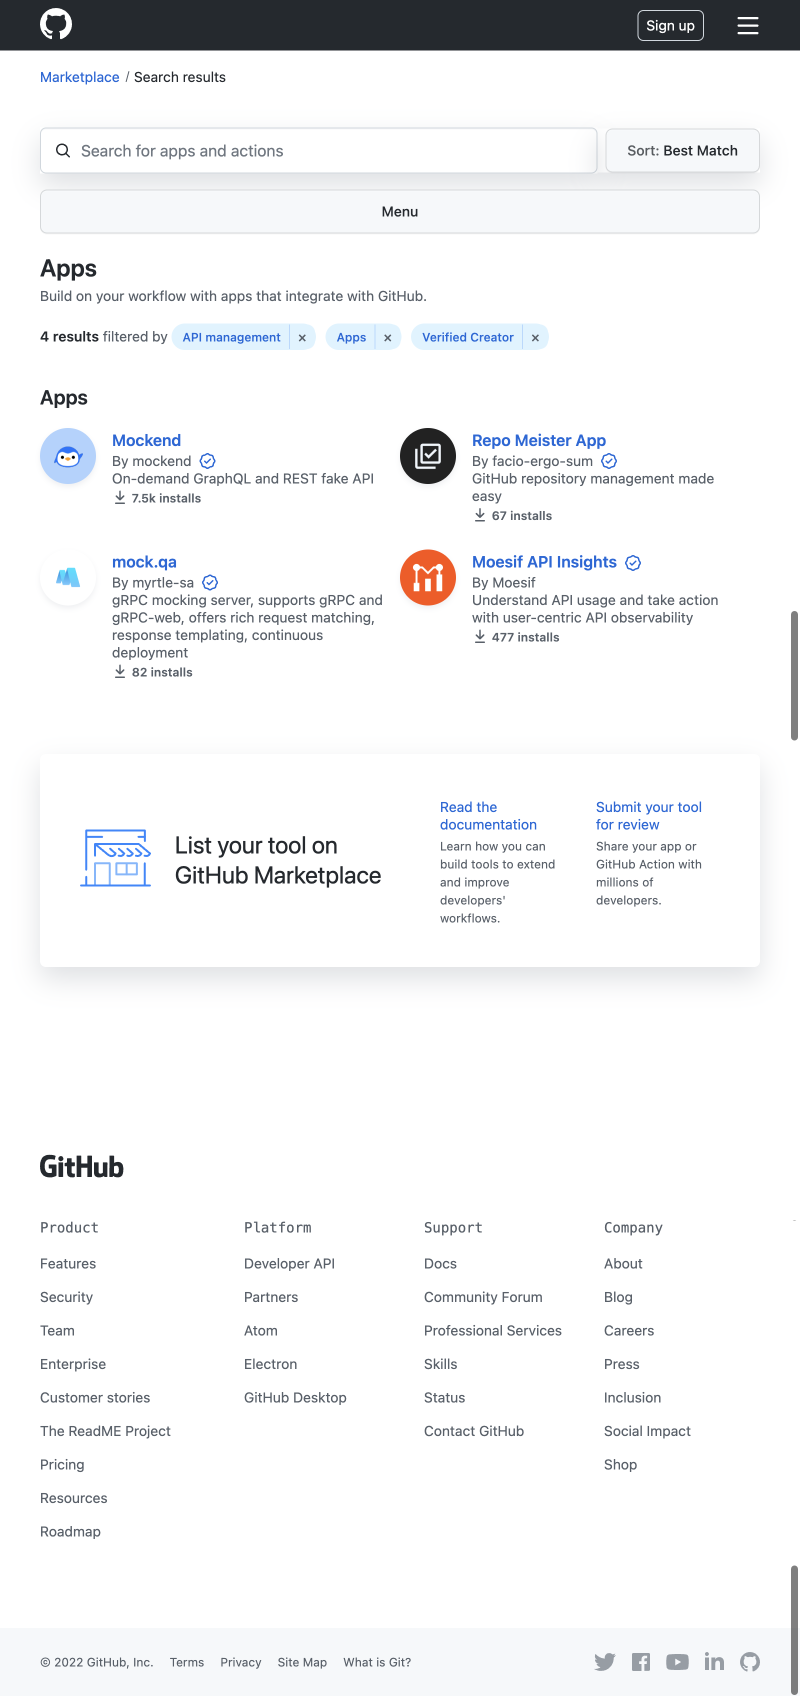 Sign up
Marketplace / Search results
Search for apps and actions
Sort: Best Match
Menu
Apps
Build on your workflow with apps that integrate with GitHub.
4 results filtered by API management × Apps × Verified Creator ×
Apps
Mockend
By mockend
On-demand GraphQL and REST fake API
7.5k installs
Repo Meister App
By facio-ergo-sum
GitHub repository management made
easy
67 installs
mock.qa
By myrtle-sa
gRPC mocking server, supports gRPC and
gRPC-web, offers rich request matching,
response templating, continuous
deployment
82 installs
Moesif API Insights
By Moesif
Understand API usage and take action
with user-centric API observability
477 installs
List your tool on
GitHub Marketplace
Read the
documentation
Learn how you can
build tools to extend
and improve
developers'
workflows.
Submit your tool
for review
Share your app or
GitHub Action with
millions of
developers.
GitHub
Product
Features
Security
Team
Enterprise
Customer stories
The ReadME Project
Pricing
Resources
Roadmap
Platform
Developer API
Partners
Atom
Electron
GitHub Desktop
Support
Docs
Community Forum
Professional Services
Skills
Status
Contact GitHub
Company
About
Blog
Careers
Press
Inclusion
Social Impact
Shop
© 2022 GitHub, Inc. Terms Privacy Site Map What is Git?